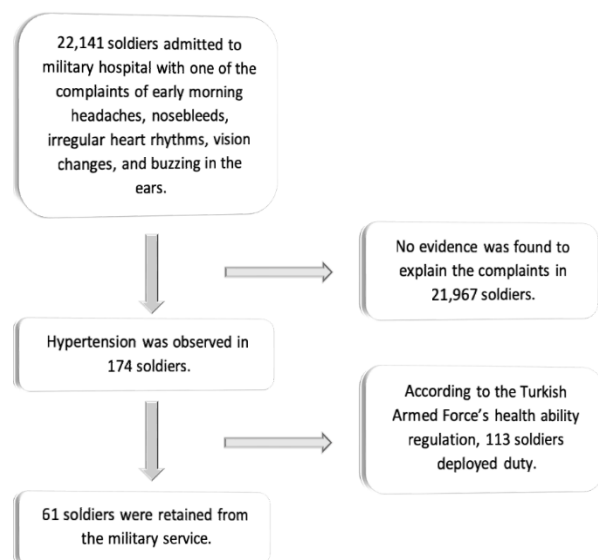 22,141 soldiers admitted to
military hospital with one of the
complaints of early morning
headaches, nosebleeds,
irregular heart rhythms, vision
changes, and buzzing in the
ears.
No evidence was found to
explain the complaints in
21,967 soldiers.
Hypertension was observed in
174 soldiers.
According to the Turkish
Armed Force's health ability
regulation, 113 soldiers
deployed duty.
61 soldiers were retained from
the military service.